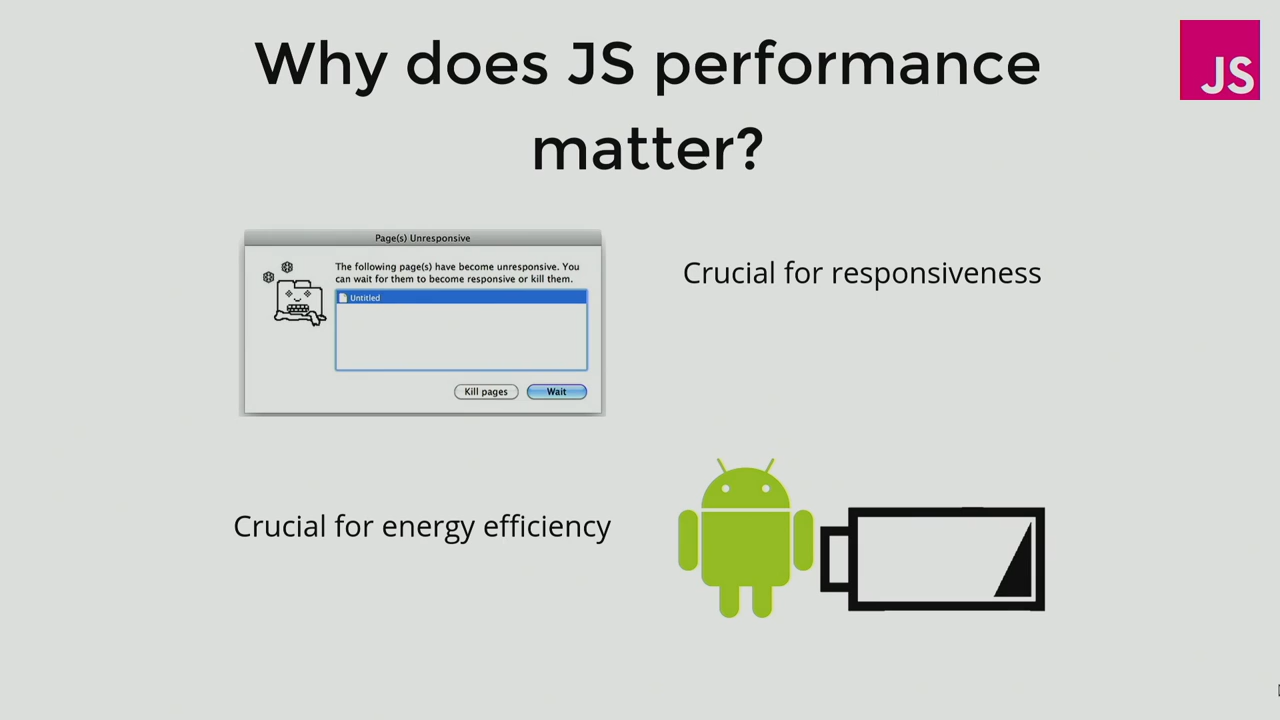 Why does JS performance
matter?
JS
Page(s) Unresponsive
The following page(s) have become unresponsive. You
can wait for them to become responsive or kill them.
Untitled
Kill pages
Wait
Crucial for responsiveness
Crucial for energy efficiency